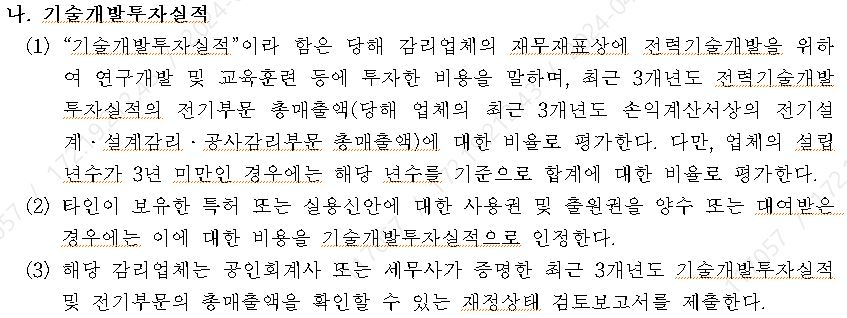 나. 기술개발투자실적
(1) “기술개발투자실적”이라 함은 당해 감리업체의 재무재표상에 전력기술개발을 위하
여 연구개발 및 교육훈련 등에 투자한 비용을 말하며, 최근 3개년도 전력기술개발
투자실적의 전기부문 총매출액(당해 업체의 최근 3개년도 손익계산서상의 전기설
계·설계감리·공사감리부문 총매출액)에 대한 비율로 평가한다. 다만, 업체의 설립
년수가 3년 미만인 경우에는 해당 년수를 기준으로 합계에 대한 비율로 평가한다.
(2) 타인이 보유한 특허 또는 실용신안에 대한 사용권 및 출원권을 양수 또는 대여받은
경우에는 이에 대한 비용을 기술개발투자실적으로 인정한다.
(3) 해당 감리업체는 공인회계사 또는 세무사가 증명한 최근 3개년도 기술개발투자실적
및 전기부문의 총매출액을 확인할 수 있는 재정상태 검토보고서를 제출한다.